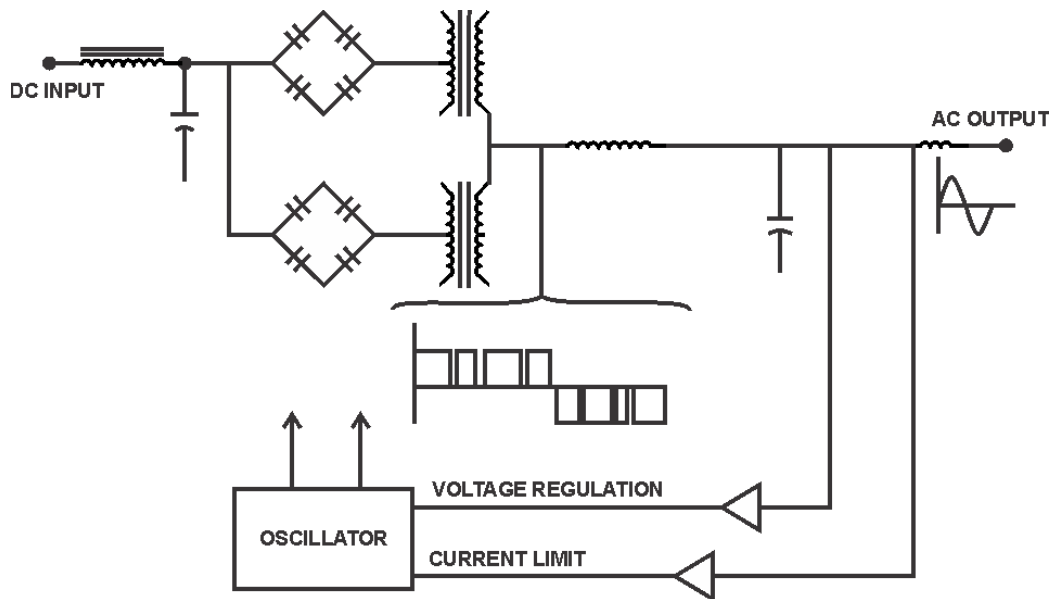 DC INPUT
AC OUTPUT
VOLTAGE REGULATION
OSCILLATOR
CURRENT LIMIT